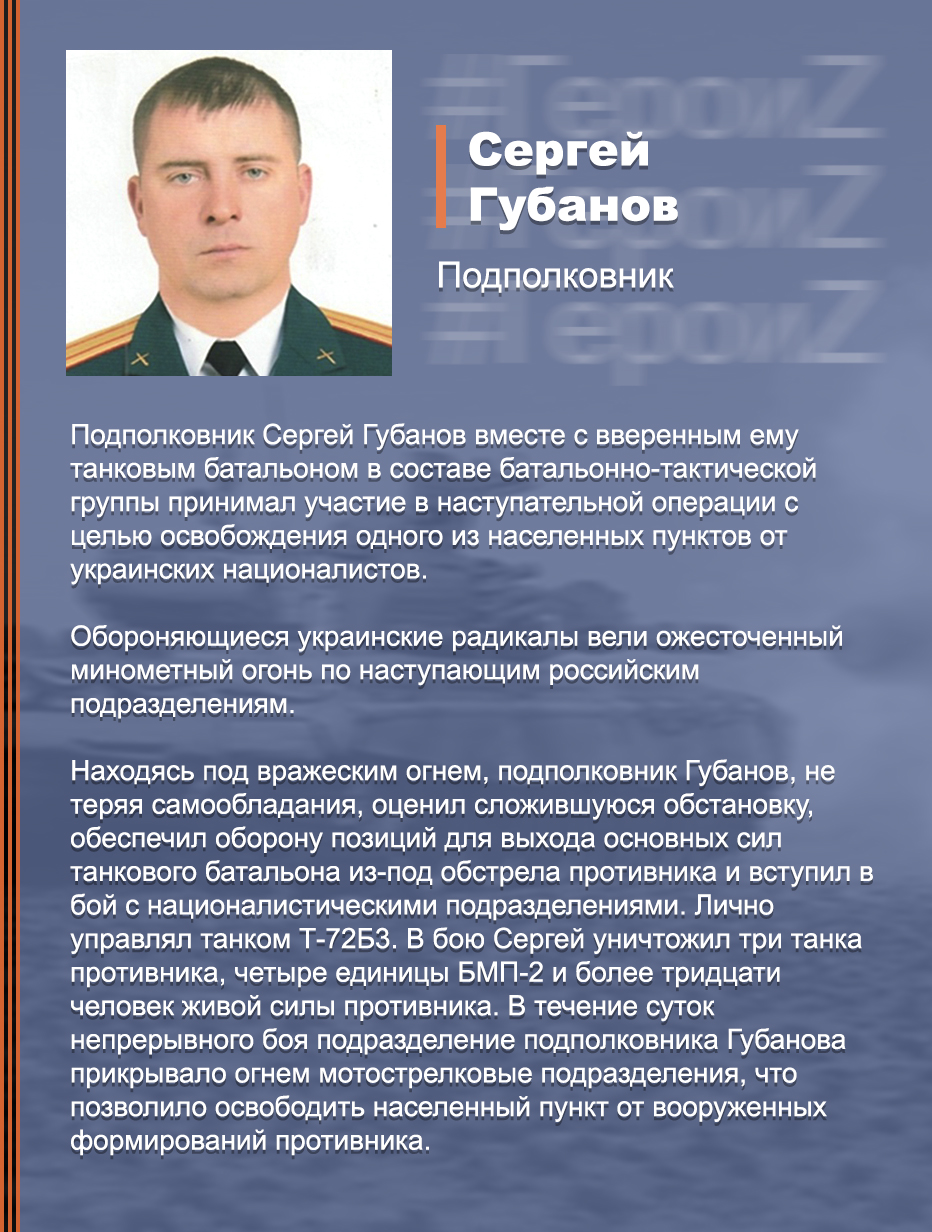 #ГероиZ
Сергей
#ГероиZ
Губанов
Подполковник
#ГероиZ
Подполковник Сергей Губанов вместе с вверенным ему
танковым батальоном в составе батальонно-тактической
группы принимал участие в наступательной операции с
целью освобождения одного из населенных пунктов от
украинских националистов.
Обороняющиеся украинские радикалы вели ожесточенный
минометный огонь по наступающим российским
подразделениям.
Находясь под вражеским огнем, подполковник Губанов, не
теряя самообладания, оценил сложившуюся обстановку,
обеспечил оборону позиций для выхода основных сил
танкового батальона из-под обстрела противника и вступил в
бой с националистическими подразделениями. Лично
управлял танком Т-72Б3. В бою Сергей уничтожил три танка
противника, четыре единицы БМП-2 и более тридцати
человек живой силы противника. В течение суток
непрерывного боя подразделение подполковника Губанова
прикрывало огнем мотострелковые подразделения, что
позволило освободить населенный пункт от вооруженных
формирований противника.